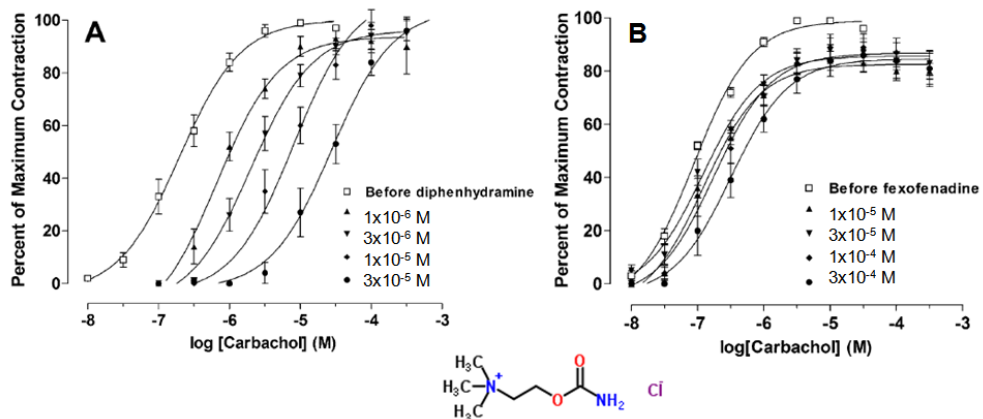 A
Percent of Maximum Contraction
100
80
60
40
20
0
Before diphenhydramine
1x10⁻⁶ M
3x10⁻⁶ M
1x10⁻⁵ M
3x10⁻⁵ M
-8 -7 -6 -5 -4 -3
log [Carbachol] (M)
B
Percent of Maximum Contraction
100
80
60
40
20
0
Before fexofenadine
1x10⁻⁵ M
3x10⁻⁵ M
1x10⁻⁴ M
3x10⁻⁴ M
-8 -7 -6 -5 -4 -3
log[Carbachol] (M)
H₃C
H₃C
H₃C
N⁺
O
O
NH₂
Cl⁻